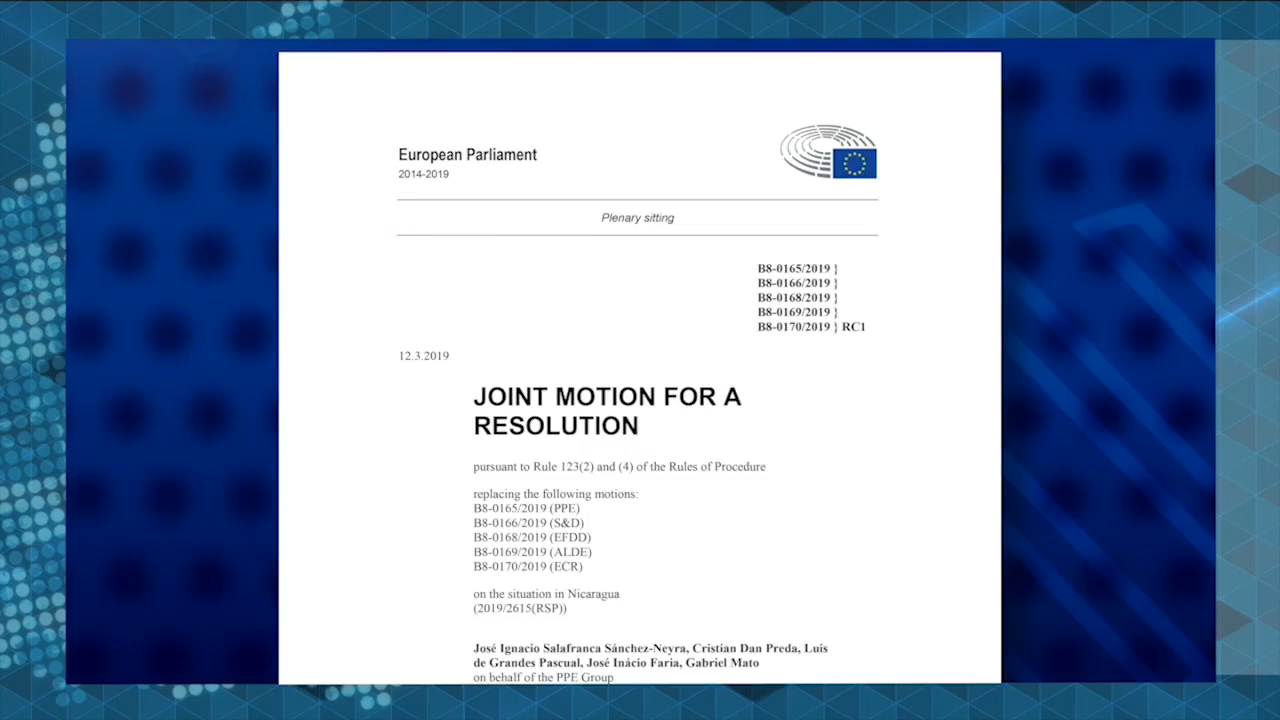 European Parliament
2014-2019
Plenary sitting
B8-0165/2019 }
B8-0166/2019 }
B8-0168/2019 }
B8-0169/2019 }
B8-0170/2019 } RC1
12.3.2019
JOINT MOTION FOR A
RESOLUTION
pursuant to Rule 123(2) and (4) of the Rules of Procedure
replacing the following motions:
B8-0165/2019 (PPE)
B8-0166/2019 (S&D)
B8-0168/2019 (EFDD)
B8-0169/2019 (ALDE)
B8-0170/2019 (ECR)
on the situation in Nicaragua
(2019/2615(RSP))
José Ignacio Salafranca Sánchez-Neyra, Cristian Dan Preda, Luis
de Grandes Pascual, José Inácio Faria, Gabriel Mato
on behalf of the PPE Group